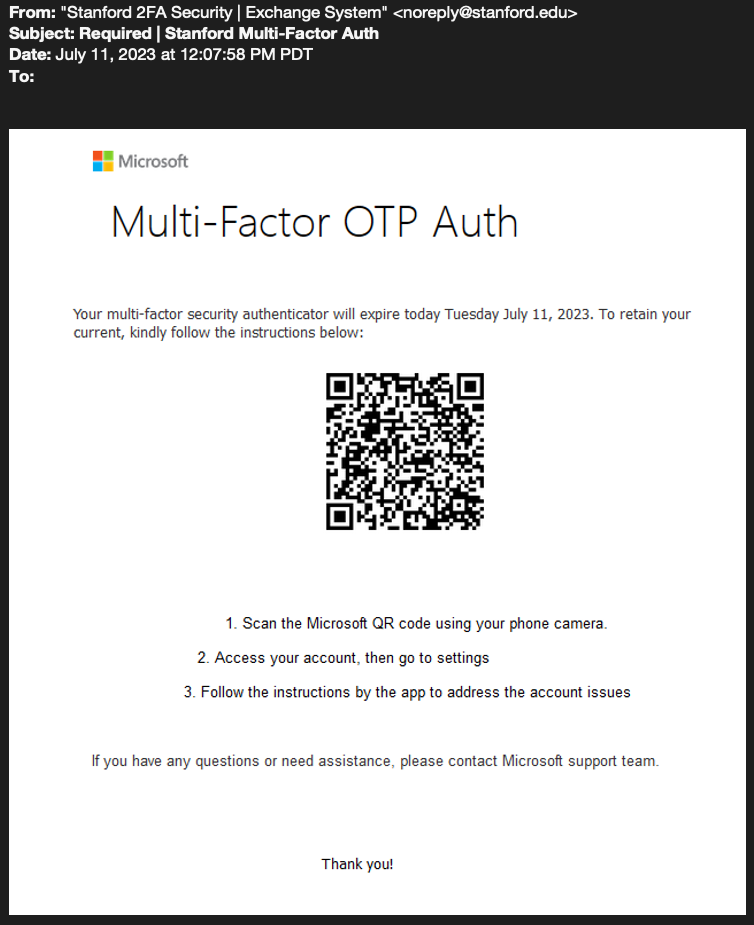 From: "Stanford 2FA Security | Exchange System" <noreply@stanford.edu>
Subject: Required | Stanford Multi-Factor Auth
Date: July 11, 2023 at 12:07:58 PM PDT
To:
Microsoft
Multi-Factor OTP Auth
Your multi-factor security authenticator will expire today Tuesday July 11, 2023. To retain your
current, kindly follow the instructions below:
1. Scan the Microsoft QR code using your phone camera.
2. Access your account, then go to settings
3. Follow the instructions by the app to address the account issues
If you have any questions or need assistance, please contact Microsoft support team.
Thank you!